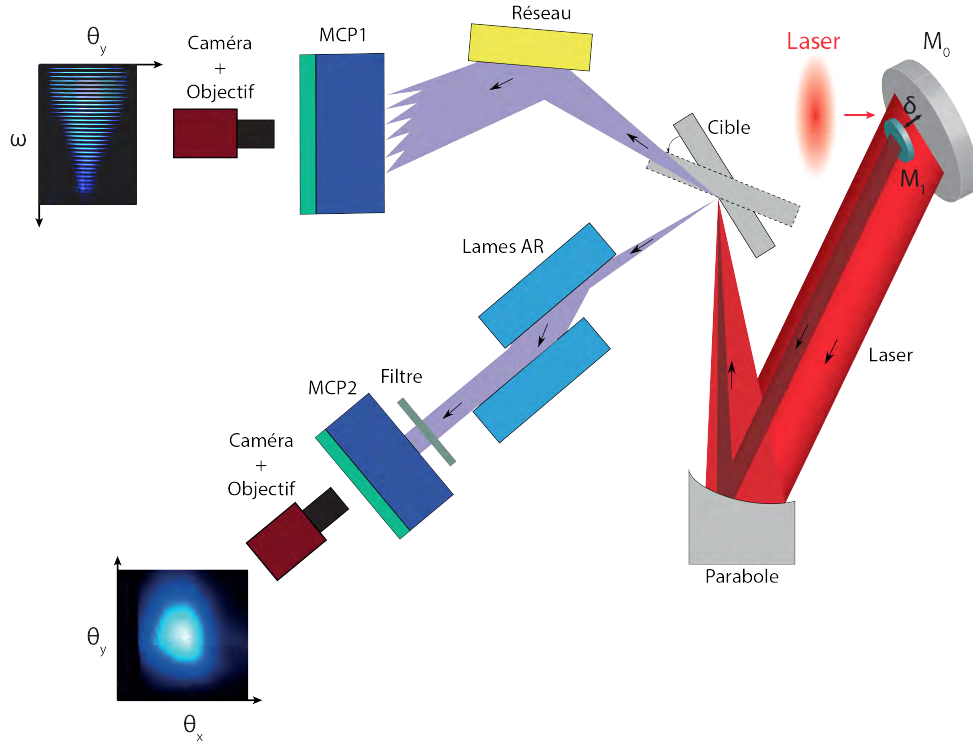 Réseau
MCP1
θy
Caméra
+
Objectif
ω
Laser
M0
δ
M1
Cible
Lames AR
Laser
Filtre
MCP2
Caméra
+
Objectif
Parabole
θy
θx